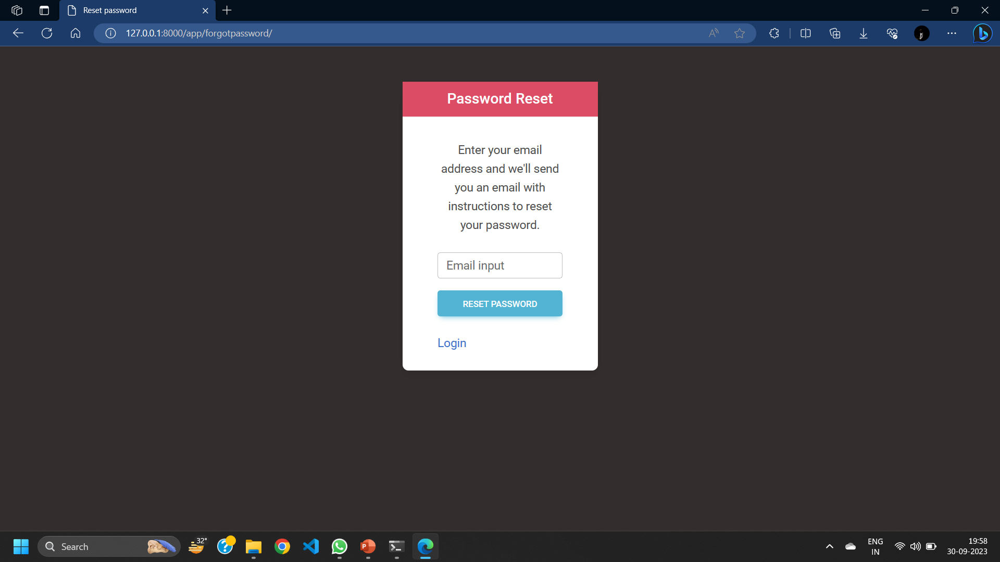 Reset password
127.0.0.1:8000/app/forgotpassword/
Password Reset
Enter your email
address and we'll send
you an email with
instructions to reset
your password.
Email input
RESET PASSWORD
Login
Search
32°
ENG
IN
19:58
30-09-2023